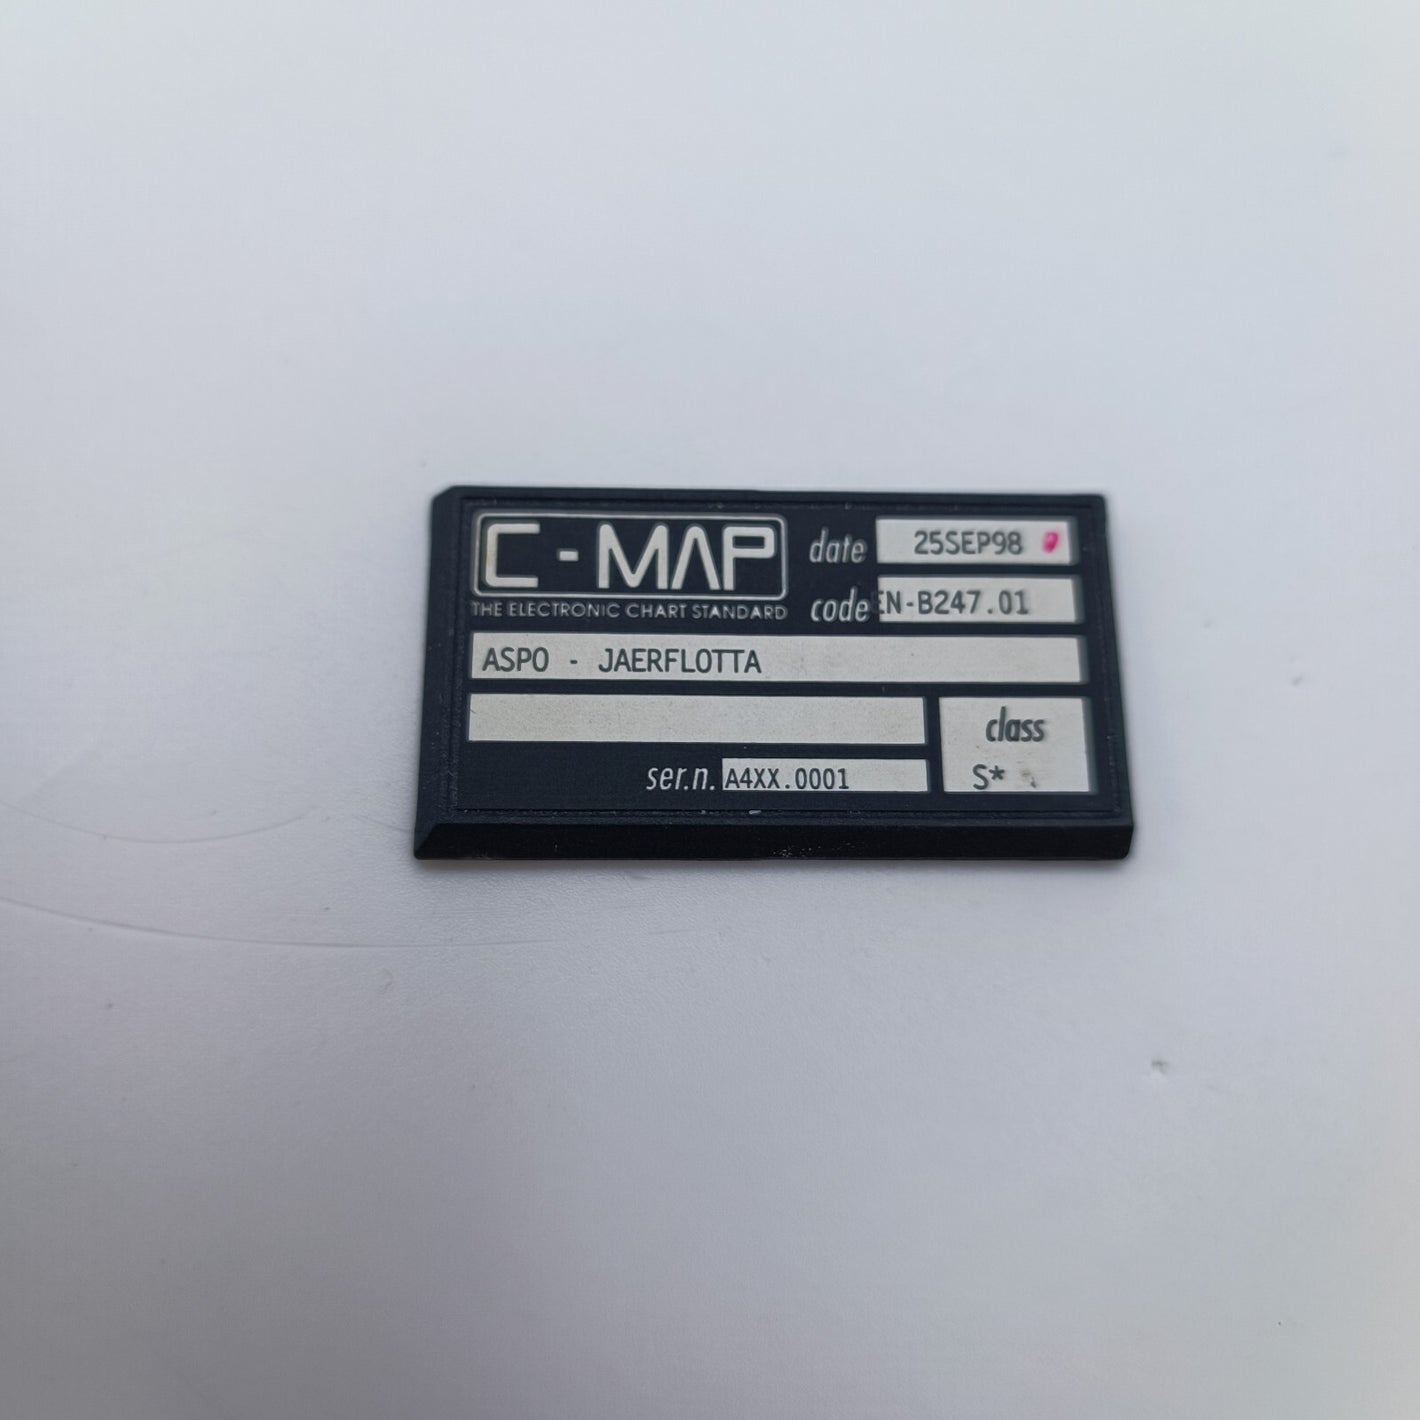 C-MAP
THE ELECTRONIC CHART STANDARD
date 25SEP98
code EN-B247.01
ASPO - JAERFLOTTA
class
S*
ser.n. A4XX.0001